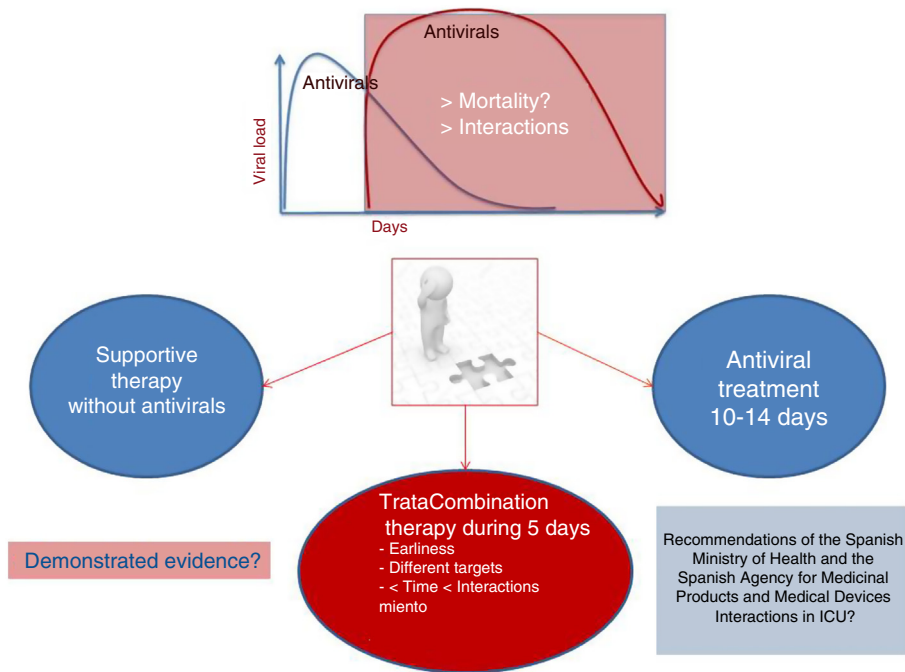 Antivirals
Antivirals
> Mortality?
> Interactions
Viral load
Days
Supportive
therapy
without antivirals
Antiviral
treatment
10-14 days
TrataCombination
therapy during 5 days
- Earliness
- Different targets
- < Time < Interactions
miento
Demonstrated evidence?
Recommendations of the Spanish
Ministry of Health and the
Spanish Agency for Medicinal
Products and Medical Devices
Interactions in ICU?